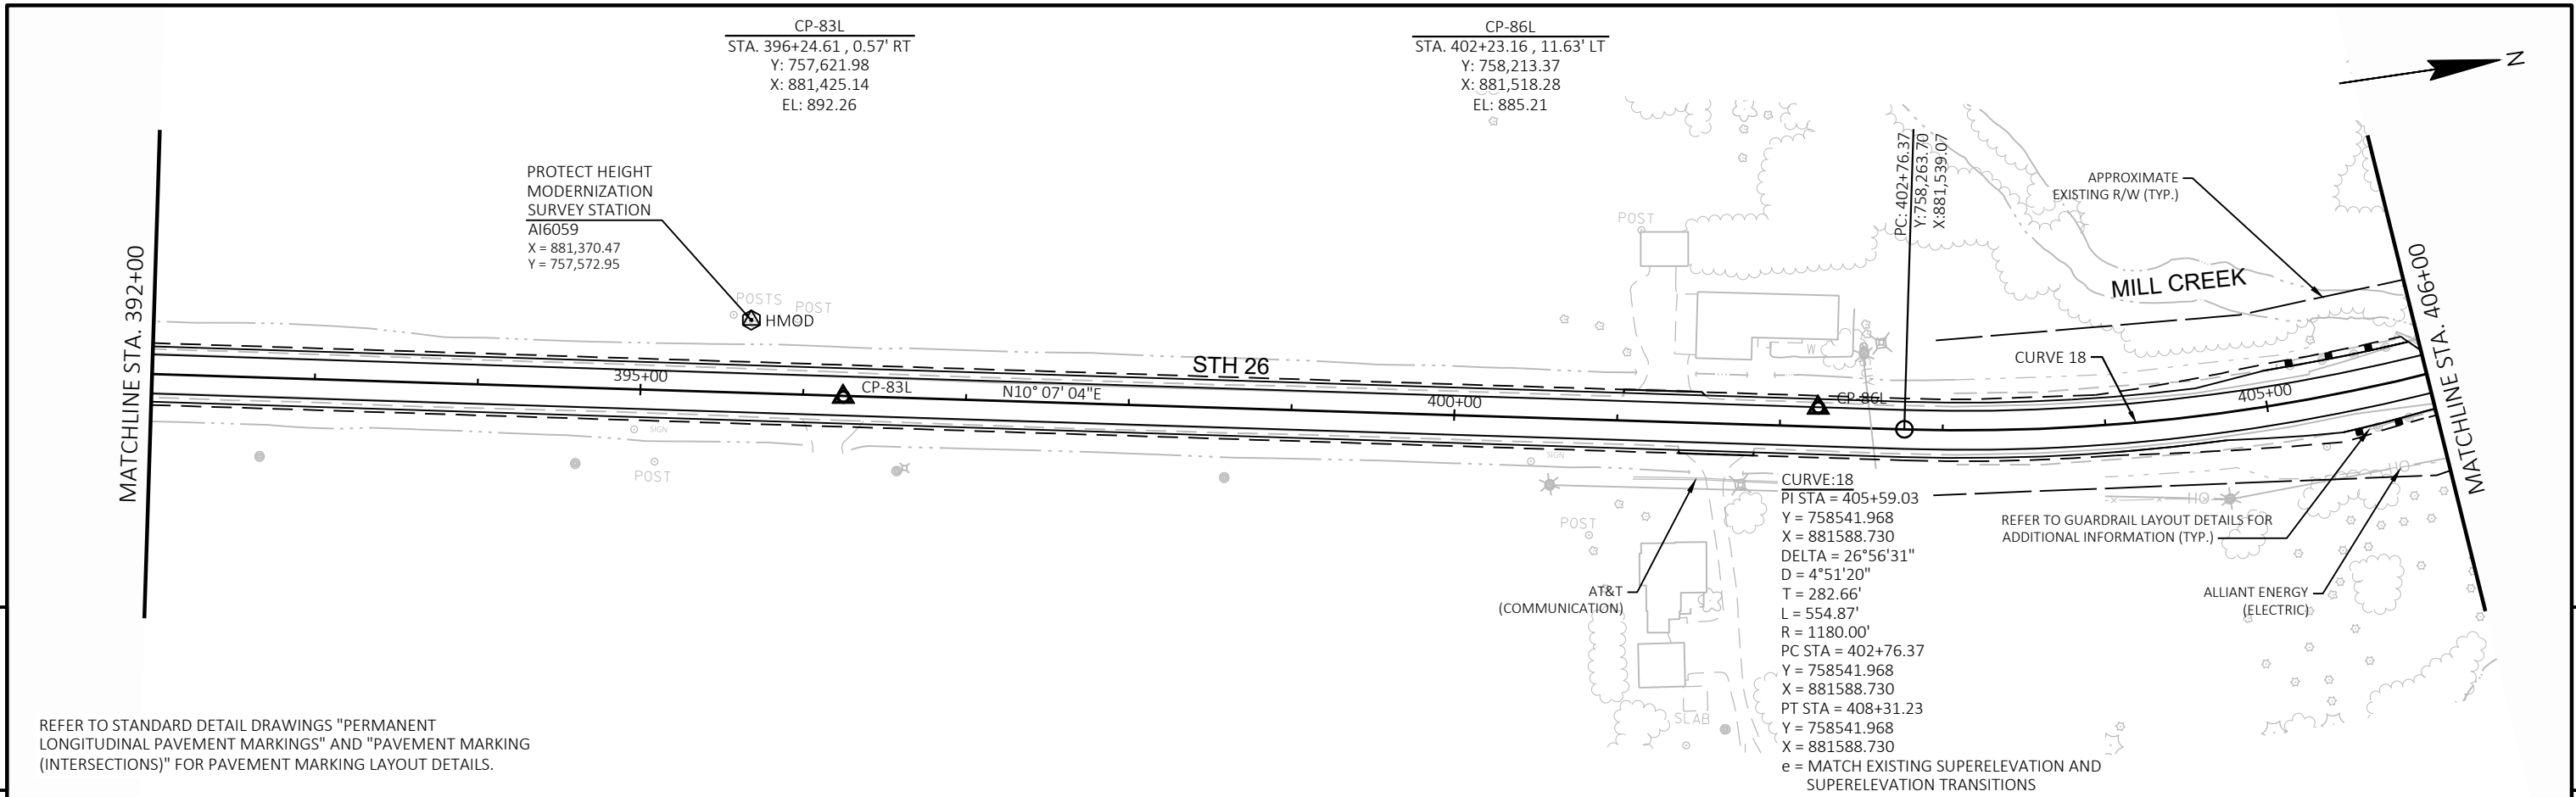 CP-83L
STA. 396+24.61 , 0.57' RT
Y: 757,621.98
X: 881,425.14
EL: 892.26
CP-86L
STA. 402+23.16 , 11.63' LT
Y: 758,213.37
X: 881,518.28
EL: 885.21
N
PROTECT HEIGHT
MODERNIZATION
SURVEY STATION
AI6059
X = 881,370.47
Y = 757,572.95
PC: 402+76.37
Y:758,263.70
X:881,539.07
APPROXIMATE
EXISTING R/W (TYP.)
POST
MATCHLINE STA. 392+00
POSTS
POST
HMOD
MILL CREEK
MATCHLINE STA. 406+00
STH 26
W
CURVE 18
395+00
CP-83L
N10° 07' 04"E
400+00
CP-86L
405+00
SIGN
SIGN
POST
HO
HO
CURVE:18
PI STA = 405+59.03
Y = 758541.968
X = 881588.730
DELTA = 26°56'31"
D = 4°51'20"
T = 282.66'
L = 554.87'
R = 1180.00'
PC STA = 402+76.37
Y = 758541.968
X = 881588.730
PT STA = 408+31.23
Y = 758541.968
X = 881588.730
e = MATCH EXISTING SUPERELEVATION AND
SUPERELEVATION TRANSITIONS
POST
REFER TO GUARDRAIL LAYOUT DETAILS FOR
ADDITIONAL INFORMATION (TYP.)
AT&T
(COMMUNICATION)
ALLIANT ENERGY
(ELECTRIC)
SLAB
REFER TO STANDARD DETAIL DRAWINGS "PERMANENT
LONGITUDINAL PAVEMENT MARKINGS" AND "PAVEMENT MARKING
(INTERSECTIONS)" FOR PAVEMENT MARKING LAYOUT DETAILS.